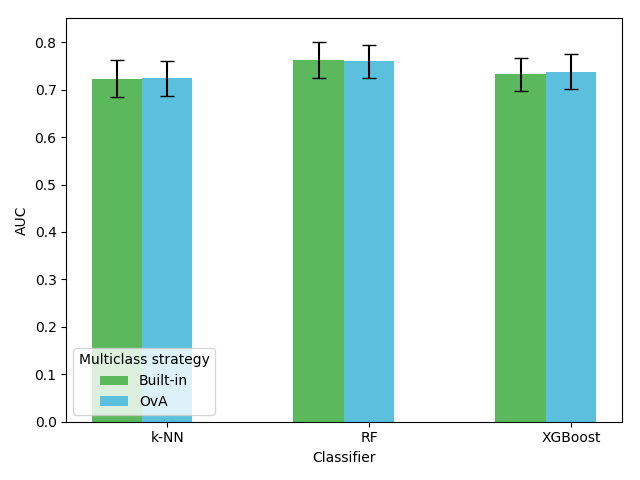 0.8
0.7
0.6
0.5
0.4
0.3
0.2
0.1
0.0
AUC
Multiclass strategy
Built-in
OvA
k-NN
RF
XGBoost
Classifier